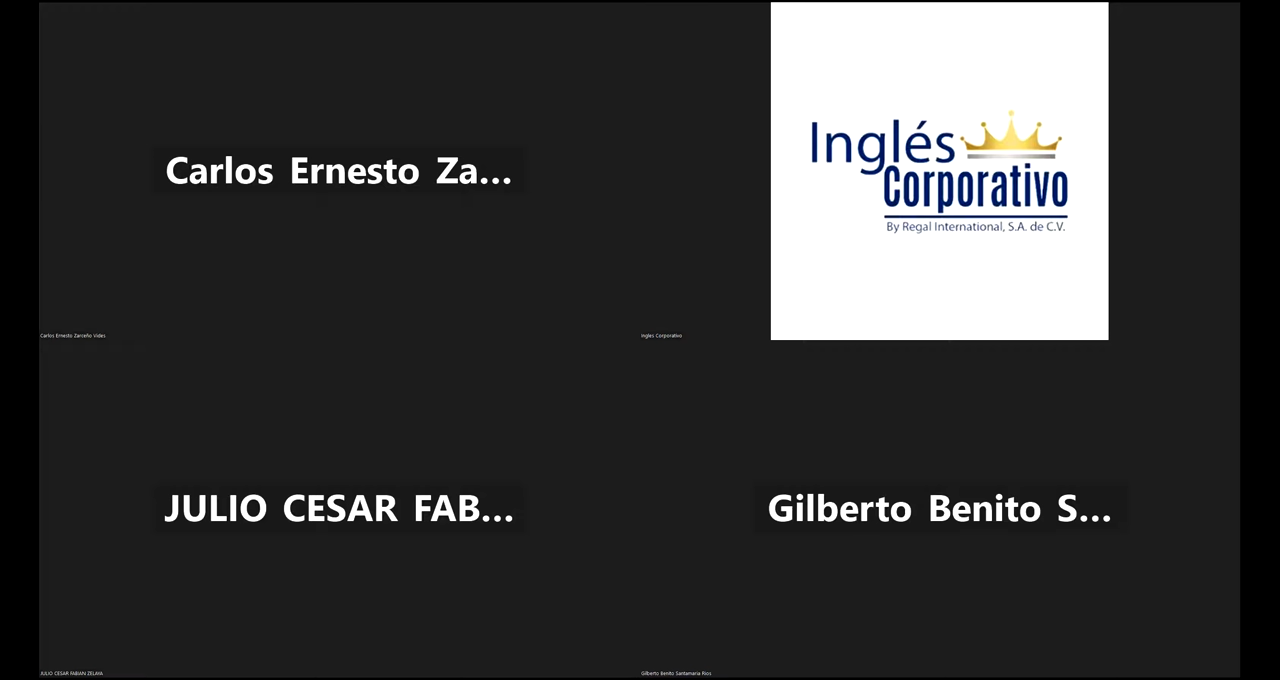 Carlos Ernesto Za...
Carlos Ernesto Zarceño Vides
Inglés
Corporativo
By Regal International, S.A. de C.V.
Ingles Corporativo
JULIO CESAR FAB...
JULIO CESAR FABIAN ZELAYA
Gilberto Benito S...
Gilberto Benito Santamaria Rios